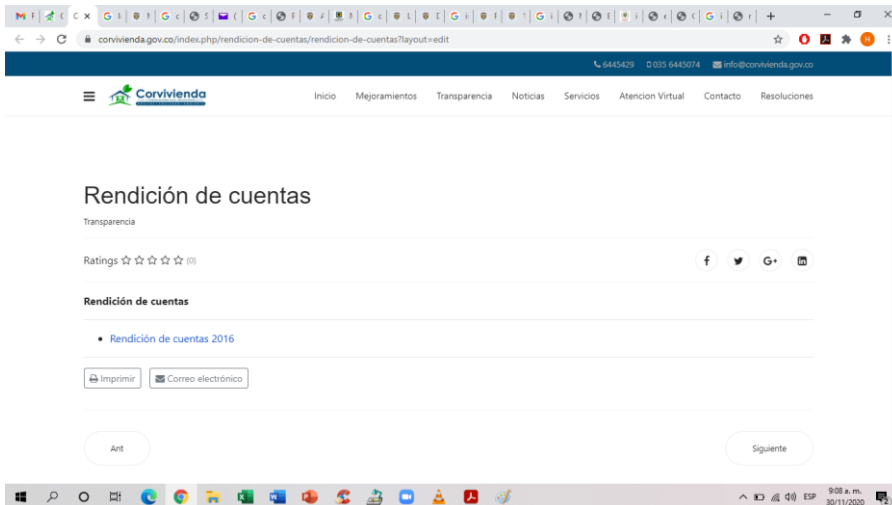 corvivienda.gov.co/index.php/rendicion-de-cuentas/rendicion-de-cuentas?layout=edit
6445429 035 6445074 info@corvivienda.gov.co
Corvivienda
Inicio Mejoramientos Transparencia Noticias Servicios Atencion Virtual Contacto Resoluciones
Rendición de cuentas
Transparencia
Ratings (0)
Rendición de cuentas
Rendición de cuentas 2016
Imprimir Correo electrónico
Ant Siguiente
ESP 9:08 a. m.
30/11/2020